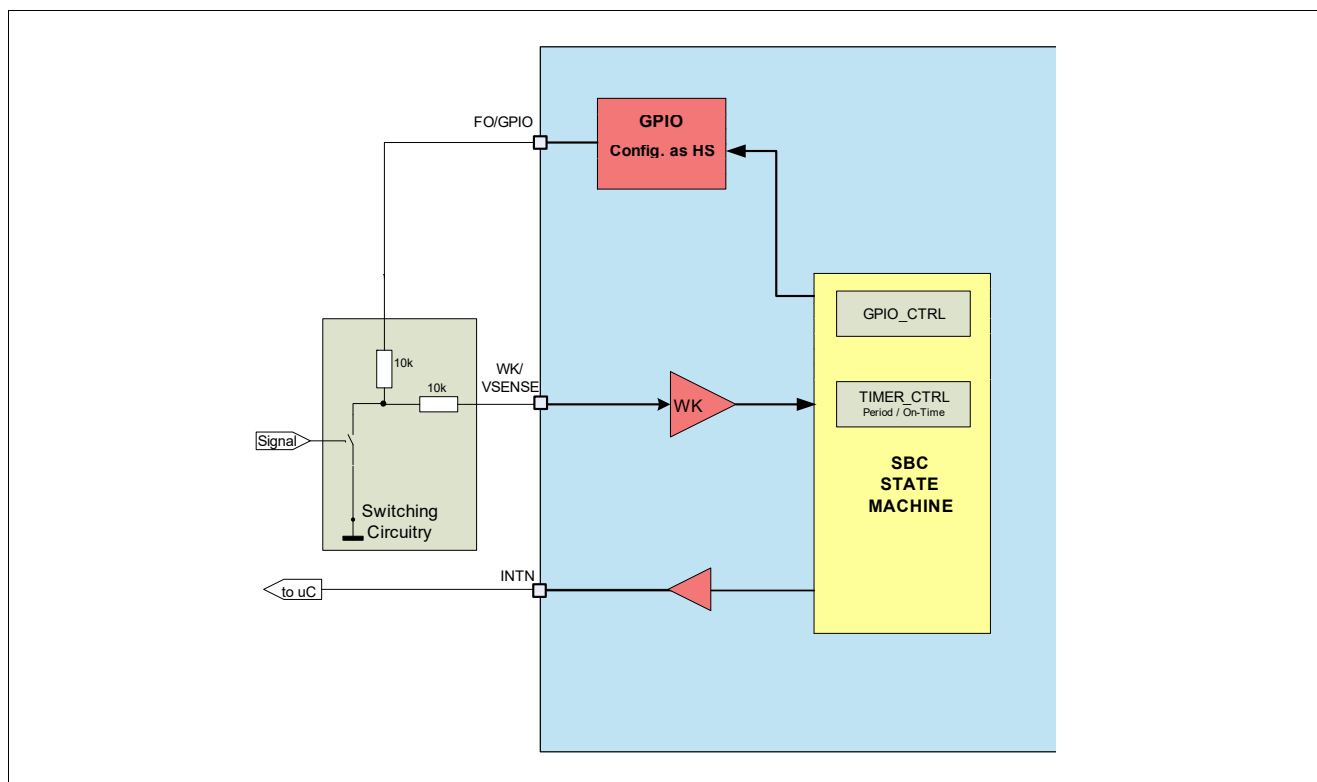 FO/GPIO
GPIO
Config. as HS
GPIO_CTRL
10k
10k
WK/
VSENSE
WK
TIMER_CTRL
Period / On-Time
Signal
SBC
STATE
MACHINE
Switching
Circuitry
INTN
to uC